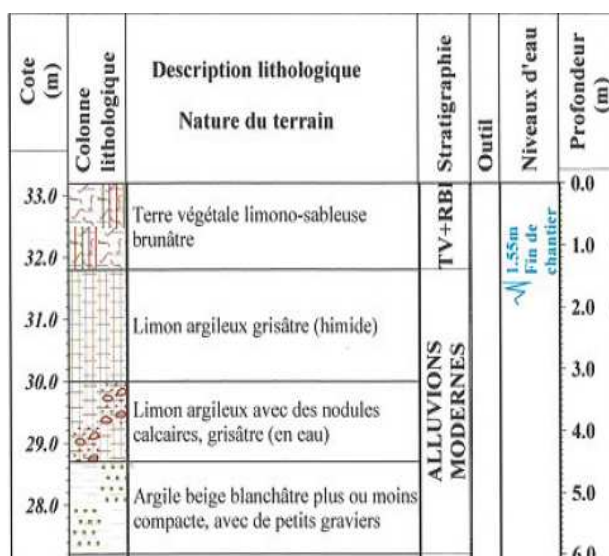 Cote
(m)
Colonne
lithologique
Description lithologique
Nature du terrain
Stratigraphie
Outil
Niveaux d'eau
Profondeur
(m)
33.0
32.0
31.0
30.0
29.0
28.0
Terre végétale limono-sableuse
brunâtre
Limon argileux grisâtre (himide)
Limon argileux avec des nodules
calcaires, grisâtre (en eau)
Argile beige blanchâtre plus ou moins
compacte, avec de petits graviers
TV+RBl
ALLUVIONS
MODERNES
1.55m
Fin de
chantier
0.0
1.0
2.0
3.0
4.0
5.0
6.0